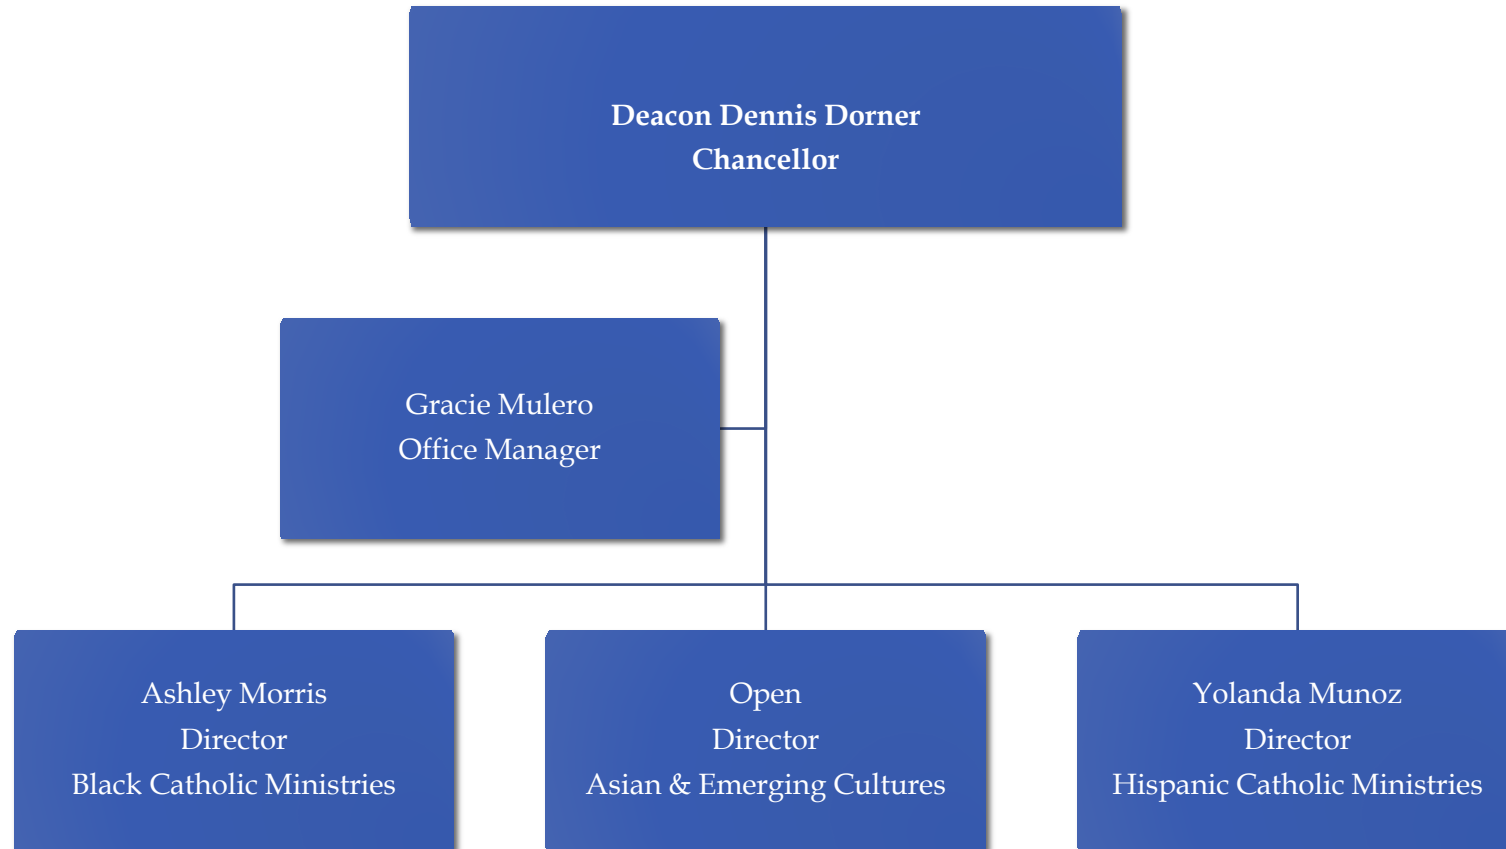 Deacon Dennis Dorner
Chancellor
Gracie Mulero
Office Manager
Ashley Morris
Director
Black Catholic Ministries
Open
Director
Asian & Emerging Cultures
Yolanda Munoz
Director
Hispanic Catholic Ministries